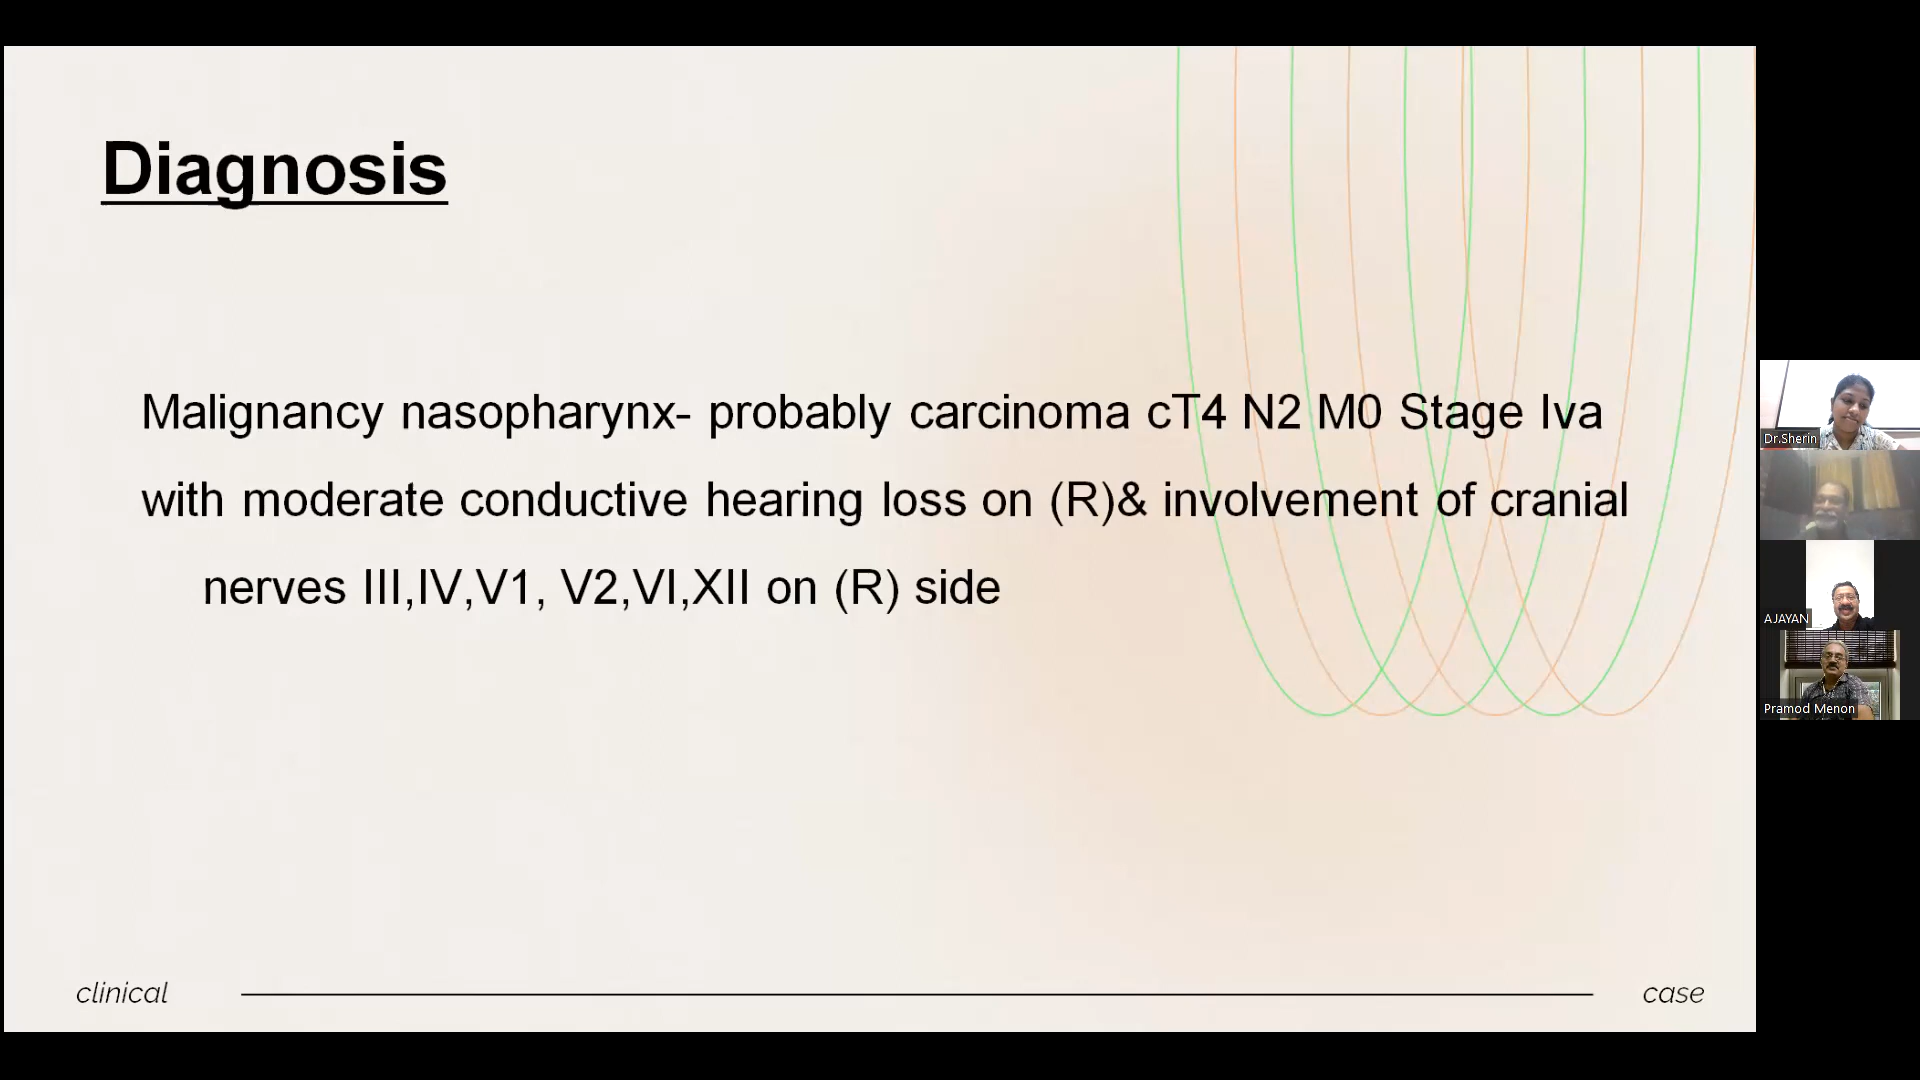 Diagnosis
Malignancy nasopharynx- probably carcinoma cT4 N2 M0 Stage Iva
with moderate conductive hearing loss on (R)& involvement of cranial
nerves III,IV,V1, V2,VI,XII on (R) side
clinical
case
Dr.Sherin
AJAYAN
Pramod Menon